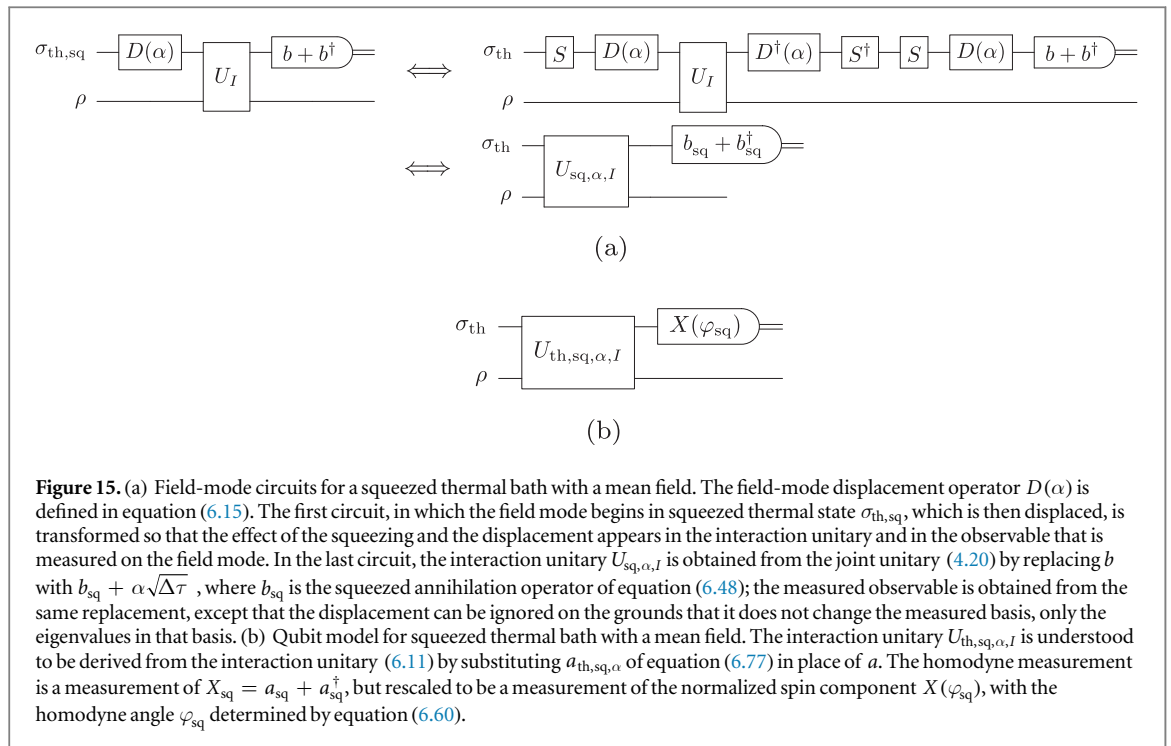 σ_th,sq D(α) U_I b + b† ⟺ σ_th S D(α) U_I D†(α) S† S D(α) b + b†
ρ ρ
⟺ σ_th U_sq,α,I b_sq + b†_sq
ρ
(a)
σ_th U_th,sq,α,I X(φ_sq)
ρ
(b)
Figure 15. (a) Field-mode circuits for a squeezed thermal bath with a mean field. The field-mode displacement operator D(α) is
defined in equation (6.15). The first circuit, in which the field mode begins in squeezed thermal state σ_th,sq, which is then displaced, is
transformed so that the effect of the squeezing and the displacement appears in the interaction unitary and in the observable that is
measured on the field mode. In the last circuit, the interaction unitary U_sq,α,I is obtained from the joint unitary (4.20) by replacing b
with b_sq + α√Δτ , where b_sq is the squeezed annihilation operator of equation (6.48); the measured observable is obtained from the
same replacement, except that the displacement can be ignored on the grounds that it does not change the measured basis, only the
eigenvalues in that basis. (b) Qubit model for squeezed thermal bath with a mean field. The interaction unitary U_th,sq,α,I is understood
to be derived from the interaction unitary (6.11) by substituting a_th,sq,α of equation (6.77) in place of a. The homodyne measurement
is a measurement of X_sq = a_sq + a†_sq, but rescaled to be a measurement of the normalized spin component X(φ_sq), with the
homodyne angle φ_sq determined by equation (6.60).